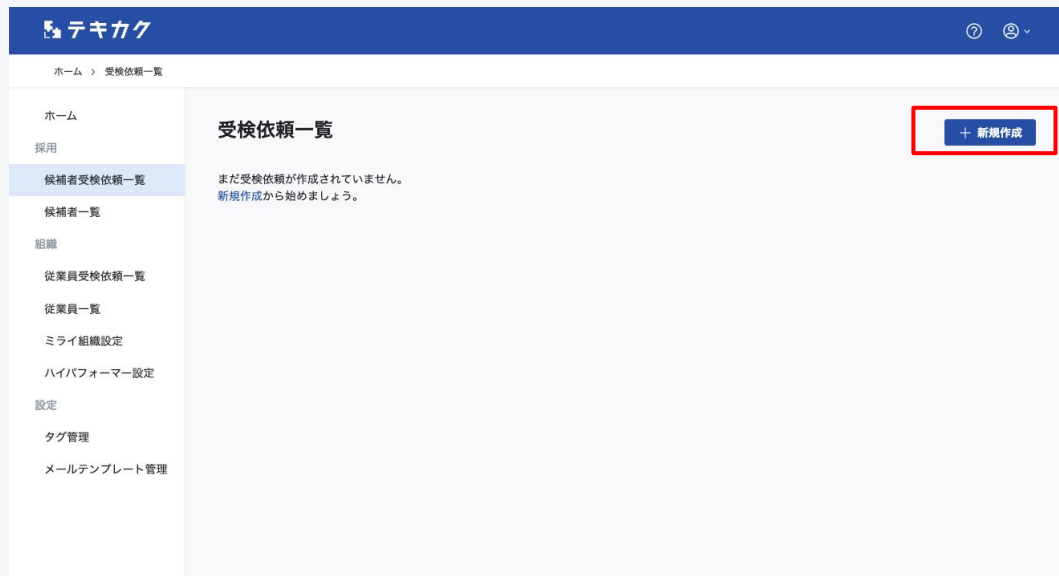 テキカク
ホーム > 受検依頼一覧
ホーム
採用
候補者受検依頼一覧
候補者一覧
組織
従業員受検依頼一覧
従業員一覧
ミライ組織設定
ハイパフォーマー設定
設定
タグ管理
メールテンプレート管理
受検依頼一覧
+ 新規作成
まだ受検依頼が作成されていません。
新規作成から始めましょう。